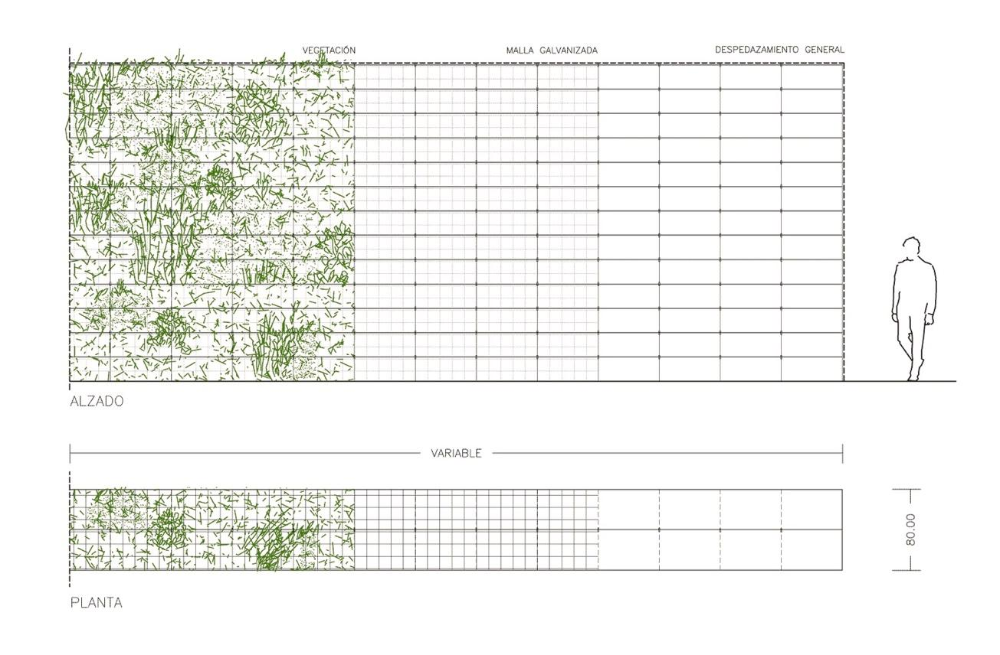 VEGETACIÓN
MALLA GALVANIZADA
DESPEDAZAMIENTO GENERAL
ALZADO
VARIABLE
80.00
PLANTA